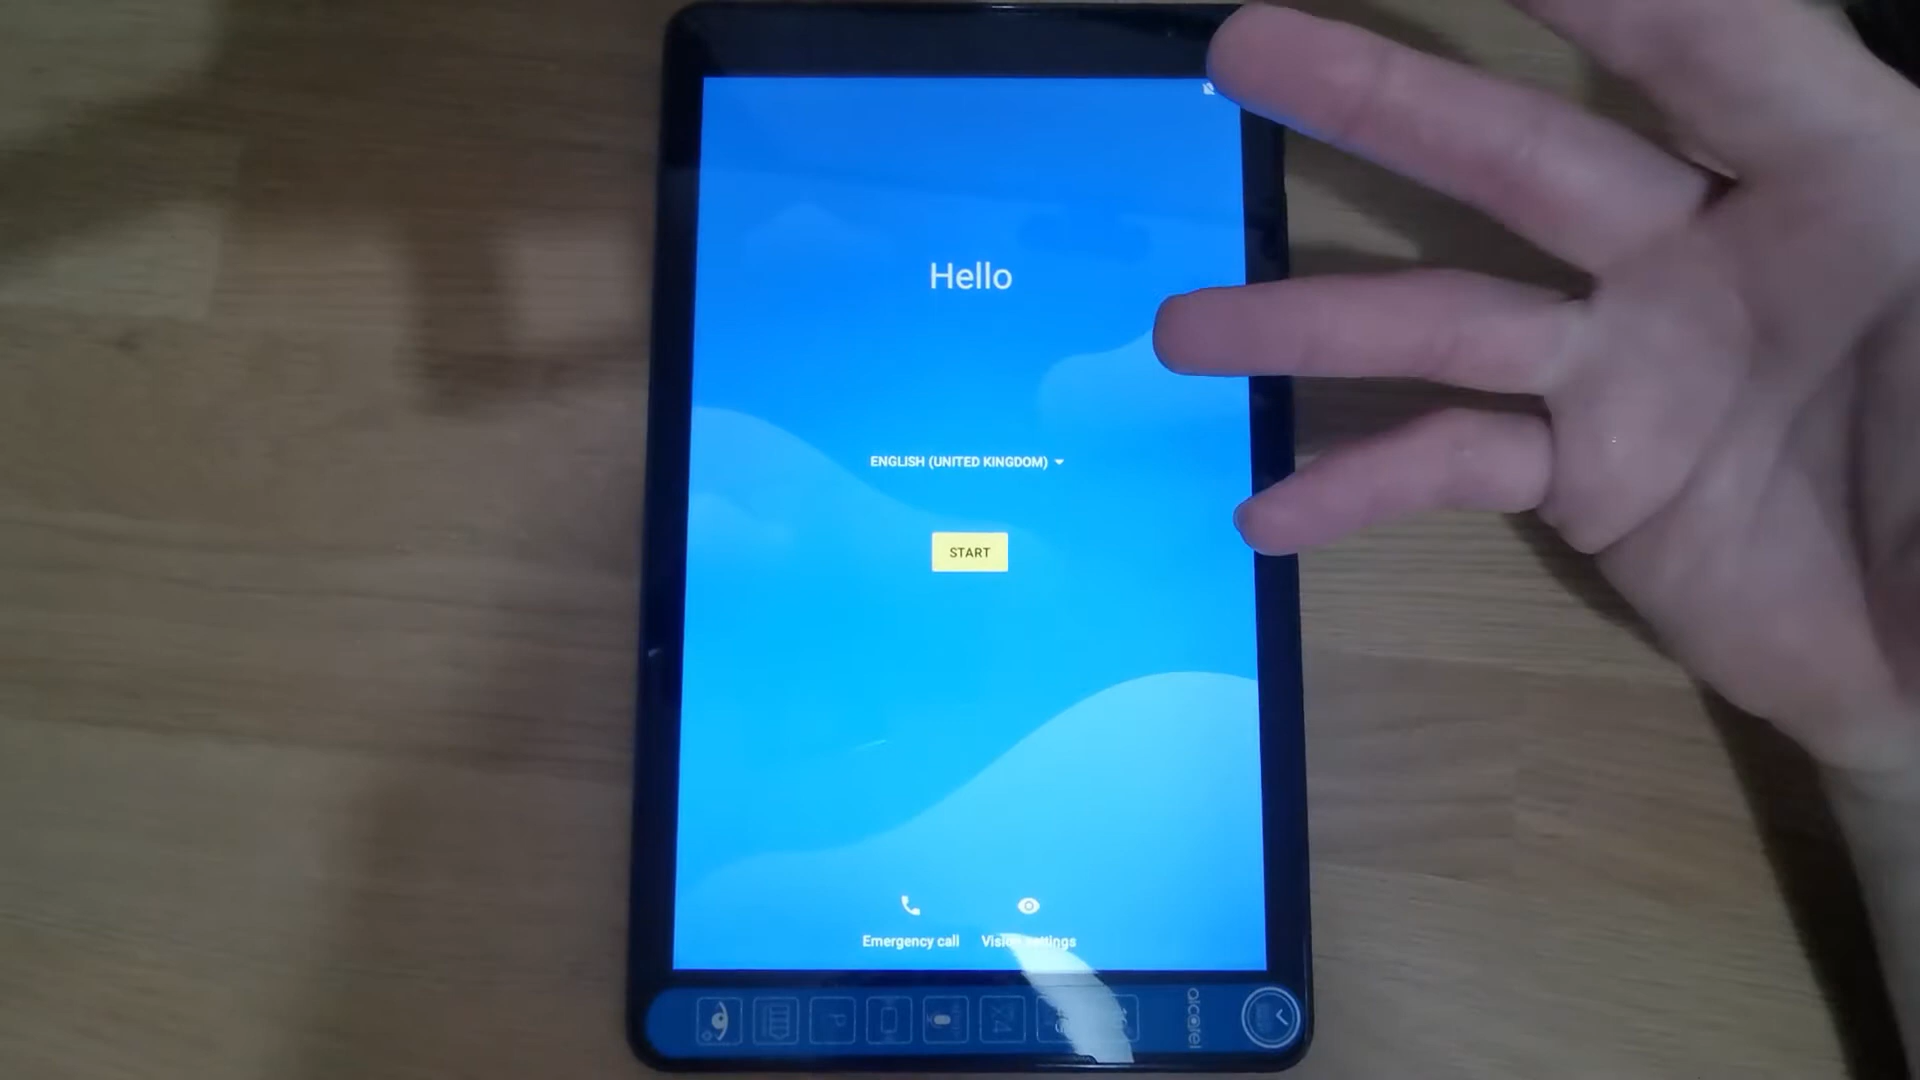 Hello
ENGLISH (UNITED KINGDOM)
START
Emergency call
Vision settings
alcatel